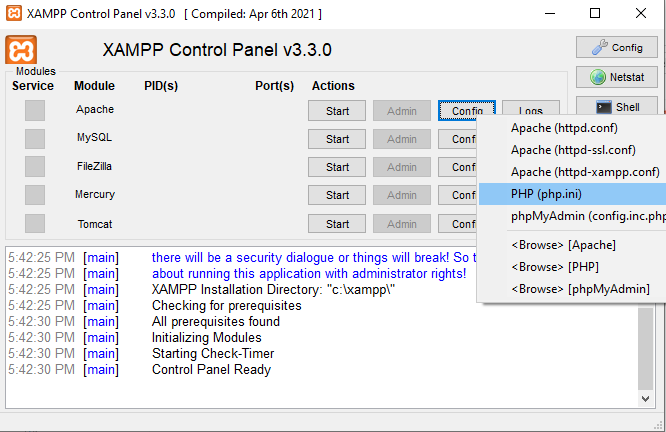 XAMPP Control Panel v3.3.0 [ Compiled: Apr 6th 2021 ]
XAMPP Control Panel v3.3.0
Config
Modules
Service Module PID(s) Port(s) Actions
Netstat
Apache Start Admin Config Logs
Shell
MySQL Start Admin Confi
FileZilla Start Admin Confi
Mercury Start Admin Confi
Tomcat Start Admin Confi
Apache (httpd.conf)
Apache (httpd-ssl.conf)
Apache (httpd-xampp.conf)
PHP (php.ini)
phpMyAdmin (config.inc.php
<Browse> [Apache]
<Browse> [PHP]
<Browse> [phpMyAdmin]
5:42:25 PM [main] there will be a security dialogue or things will break! So t
5:42:25 PM [main] about running this application with administrator rights!
5:42:25 PM [main] XAMPP Installation Directory: "c:\xampp\"
5:42:25 PM [main] Checking for prerequisites
5:42:30 PM [main] All prerequisites found
5:42:30 PM [main] Initializing Modules
5:42:30 PM [main] Starting Check-Timer
5:42:30 PM [main] Control Panel Ready